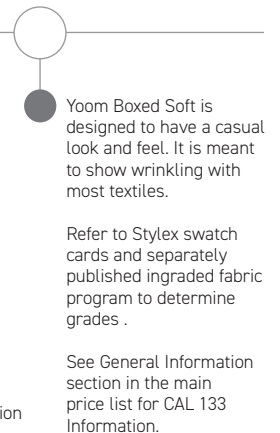 Yoom Boxed Soft is
designed to have a casual
look and feel. It is meant
to show wrinkling with
most textiles.
Refer to Stylex swatch
cards and separately
published ingraded fabric
program to determine
grades .
See General Information
section in the main
price list for CAL 133
Information.